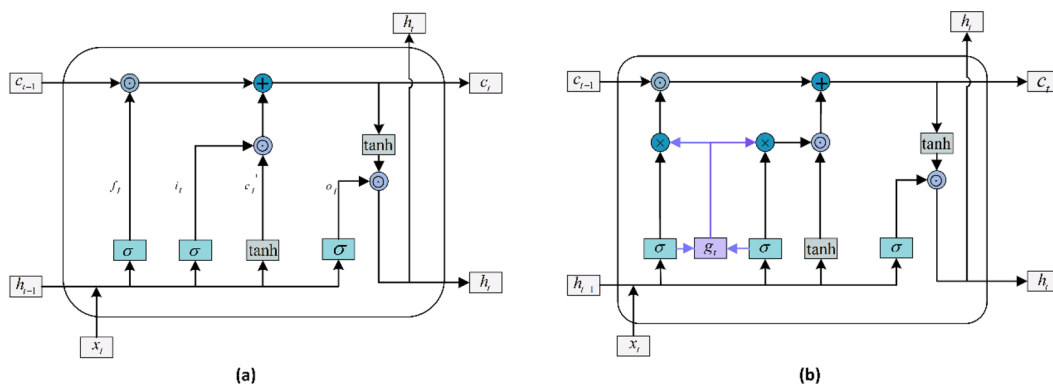 h_t
c_{t-1}
c_t
tanh
f_t
i_t
c_t'
o_t
σ
σ
tanh
σ
h_{t-1}
h_t
x_t
(a)
h_t
c_{t-1}
c_t
tanh
σ
g_t
σ
tanh
σ
h_{t-1}
h_t
x_t
(b)